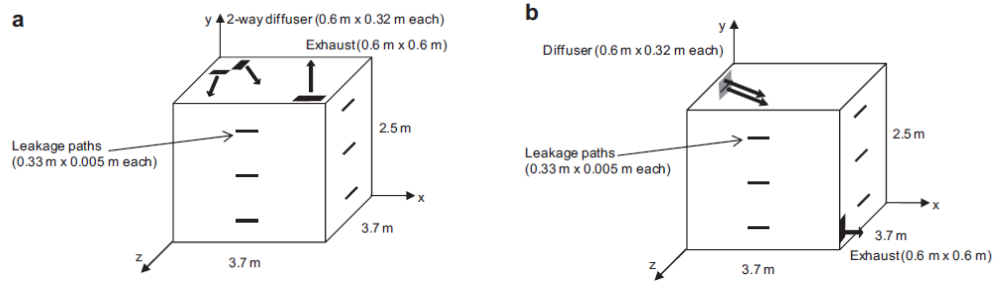 a
y
2-way diffuser (0.6 m x 0.32 m each)
Exhaust (0.6 m x 0.6 m)
Leakage paths
(0.33 m x 0.005 m each)
2.5 m
x
3.7 m
z
3.7 m
b
y
Diffuser (0.6 m x 0.32 m each)
Leakage paths
(0.33 m x 0.005 m each)
2.5 m
x
3.7 m
Exhaust (0.6 m x 0.6 m)
z
3.7 m